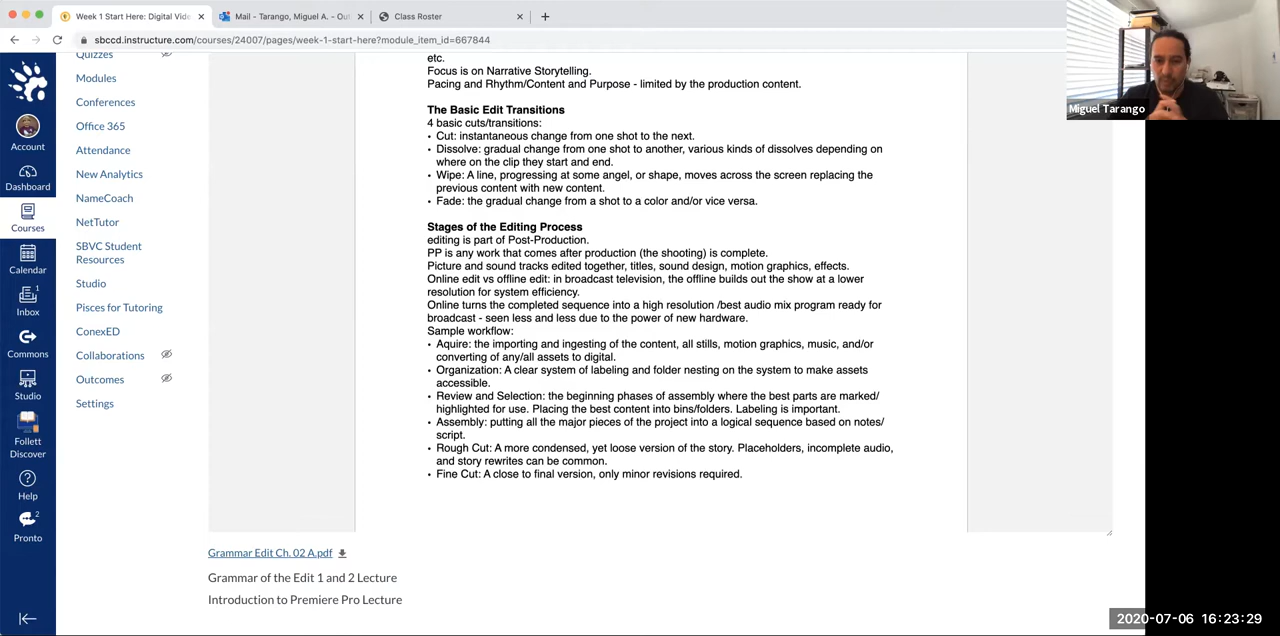 Week 1 Start Here: Digital Vide
Mail - Tarango, Miguel A. - Out
Class Roster
sbccd.instructure.com/courses/24007/pages/week-1-start-here?module_item_id=667844
Miguel Tarango
Account
Dashboard
Courses
Calendar
1
Inbox
Commons
Studio
Follett
Discover
Help
2
Pronto
Quizzes
Modules
Conferences
Office 365
Attendance
New Analytics
NameCoach
NetTutor
SBVC Student
Resources
Studio
Pisces for Tutoring
ConexED
Collaborations
Outcomes
Settings
etc.
Focus is on Narrative Storytelling.
Pacing and Rhythm/Content and Purpose - limited by the production content.
The Basic Edit Transitions
4 basic cuts/transitions:
• Cut: instantaneous change from one shot to the next.
• Dissolve: gradual change from one shot to another, various kinds of dissolves depending on
where on the clip they start and end.
• Wipe: A line, progressing at some angel, or shape, moves across the screen replacing the
previous content with new content.
• Fade: the gradual change from a shot to a color and/or vice versa.
Stages of the Editing Process
editing is part of Post-Production.
PP is any work that comes after production (the shooting) is complete.
Picture and sound tracks edited together, titles, sound design, motion graphics, effects.
Online edit vs offline edit: in broadcast television, the offline builds out the show at a lower
resolution for system efficiency.
Online turns the completed sequence into a high resolution /best audio mix program ready for
broadcast - seen less and less due to the power of new hardware.
Sample workflow:
• Aquire: the importing and ingesting of the content, all stills, motion graphics, music, and/or
converting of any/all assets to digital.
• Organization: A clear system of labeling and folder nesting on the system to make assets
accessible.
• Review and Selection: the beginning phases of assembly where the best parts are marked/
highlighted for use. Placing the best content into bins/folders. Labeling is important.
• Assembly: putting all the major pieces of the project into a logical sequence based on notes/
script.
• Rough Cut: A more condensed, yet loose version of the story. Placeholders, incomplete audio,
and story rewrites can be common.
• Fine Cut: A close to final version, only minor revisions required.
Grammar Edit Ch. 02 A.pdf
Grammar of the Edit 1 and 2 Lecture
Introduction to Premiere Pro Lecture
2020-07-06 16:23:29